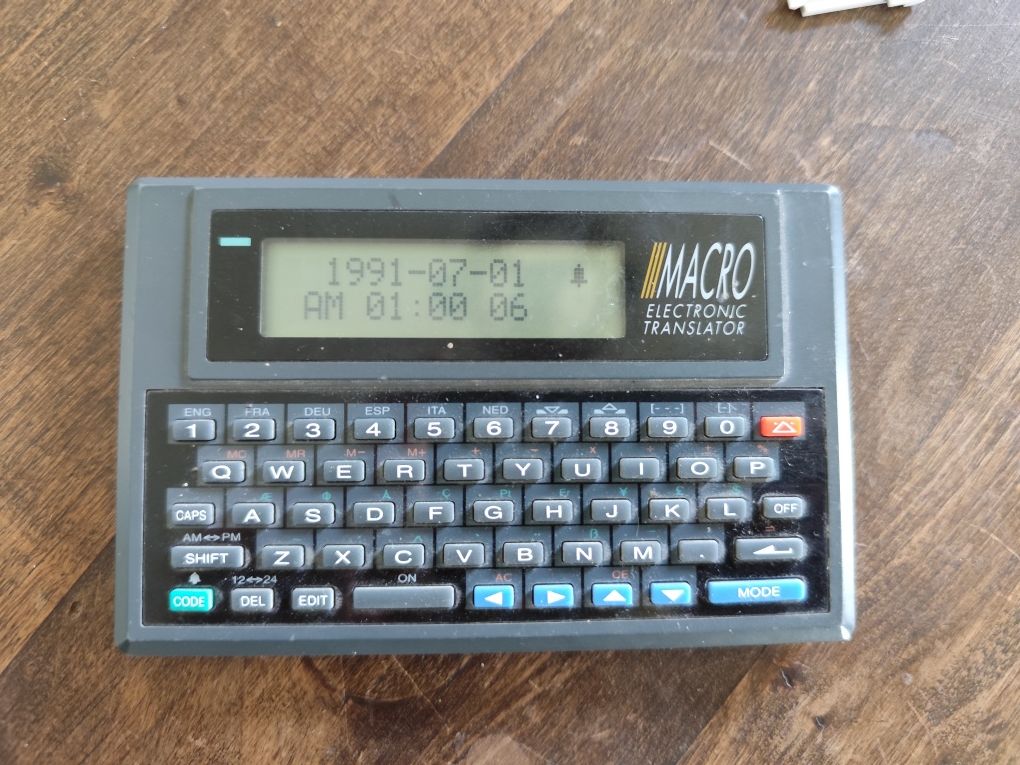 1991-07-01
AM 01:00 06
MACRO
ELECTRONIC
TRANSLATOR
ENG FRA DEU ESP ITA NED [---] [-]
1 2 3 4 5 6 7 8 9 0
MC MR M- M+ + - × ÷ %
Q W E R T Y U I O P
Æ Å Ç Pt ¥ £
CAPS A S D F G H J K L OFF
AM↔PM
SHIFT Z X C V B N M .
12↔24 ON AC CE
CODE DEL EDIT MODE